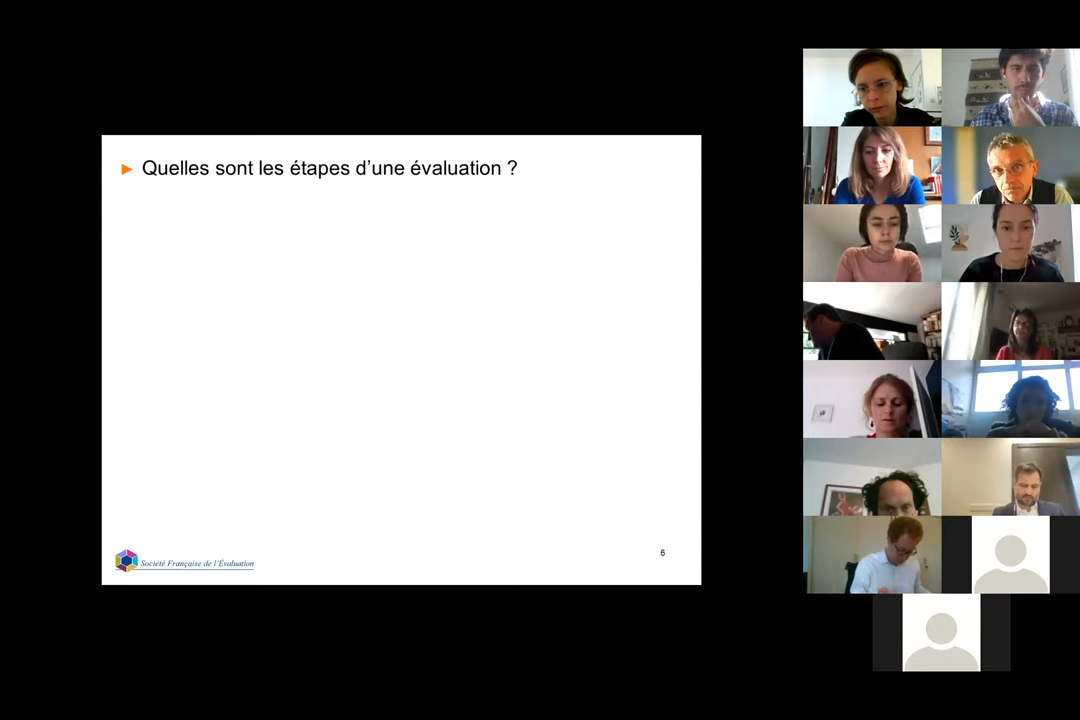 ► Quelles sont les étapes d’une évaluation ?
Société Française de l’Évaluation
6